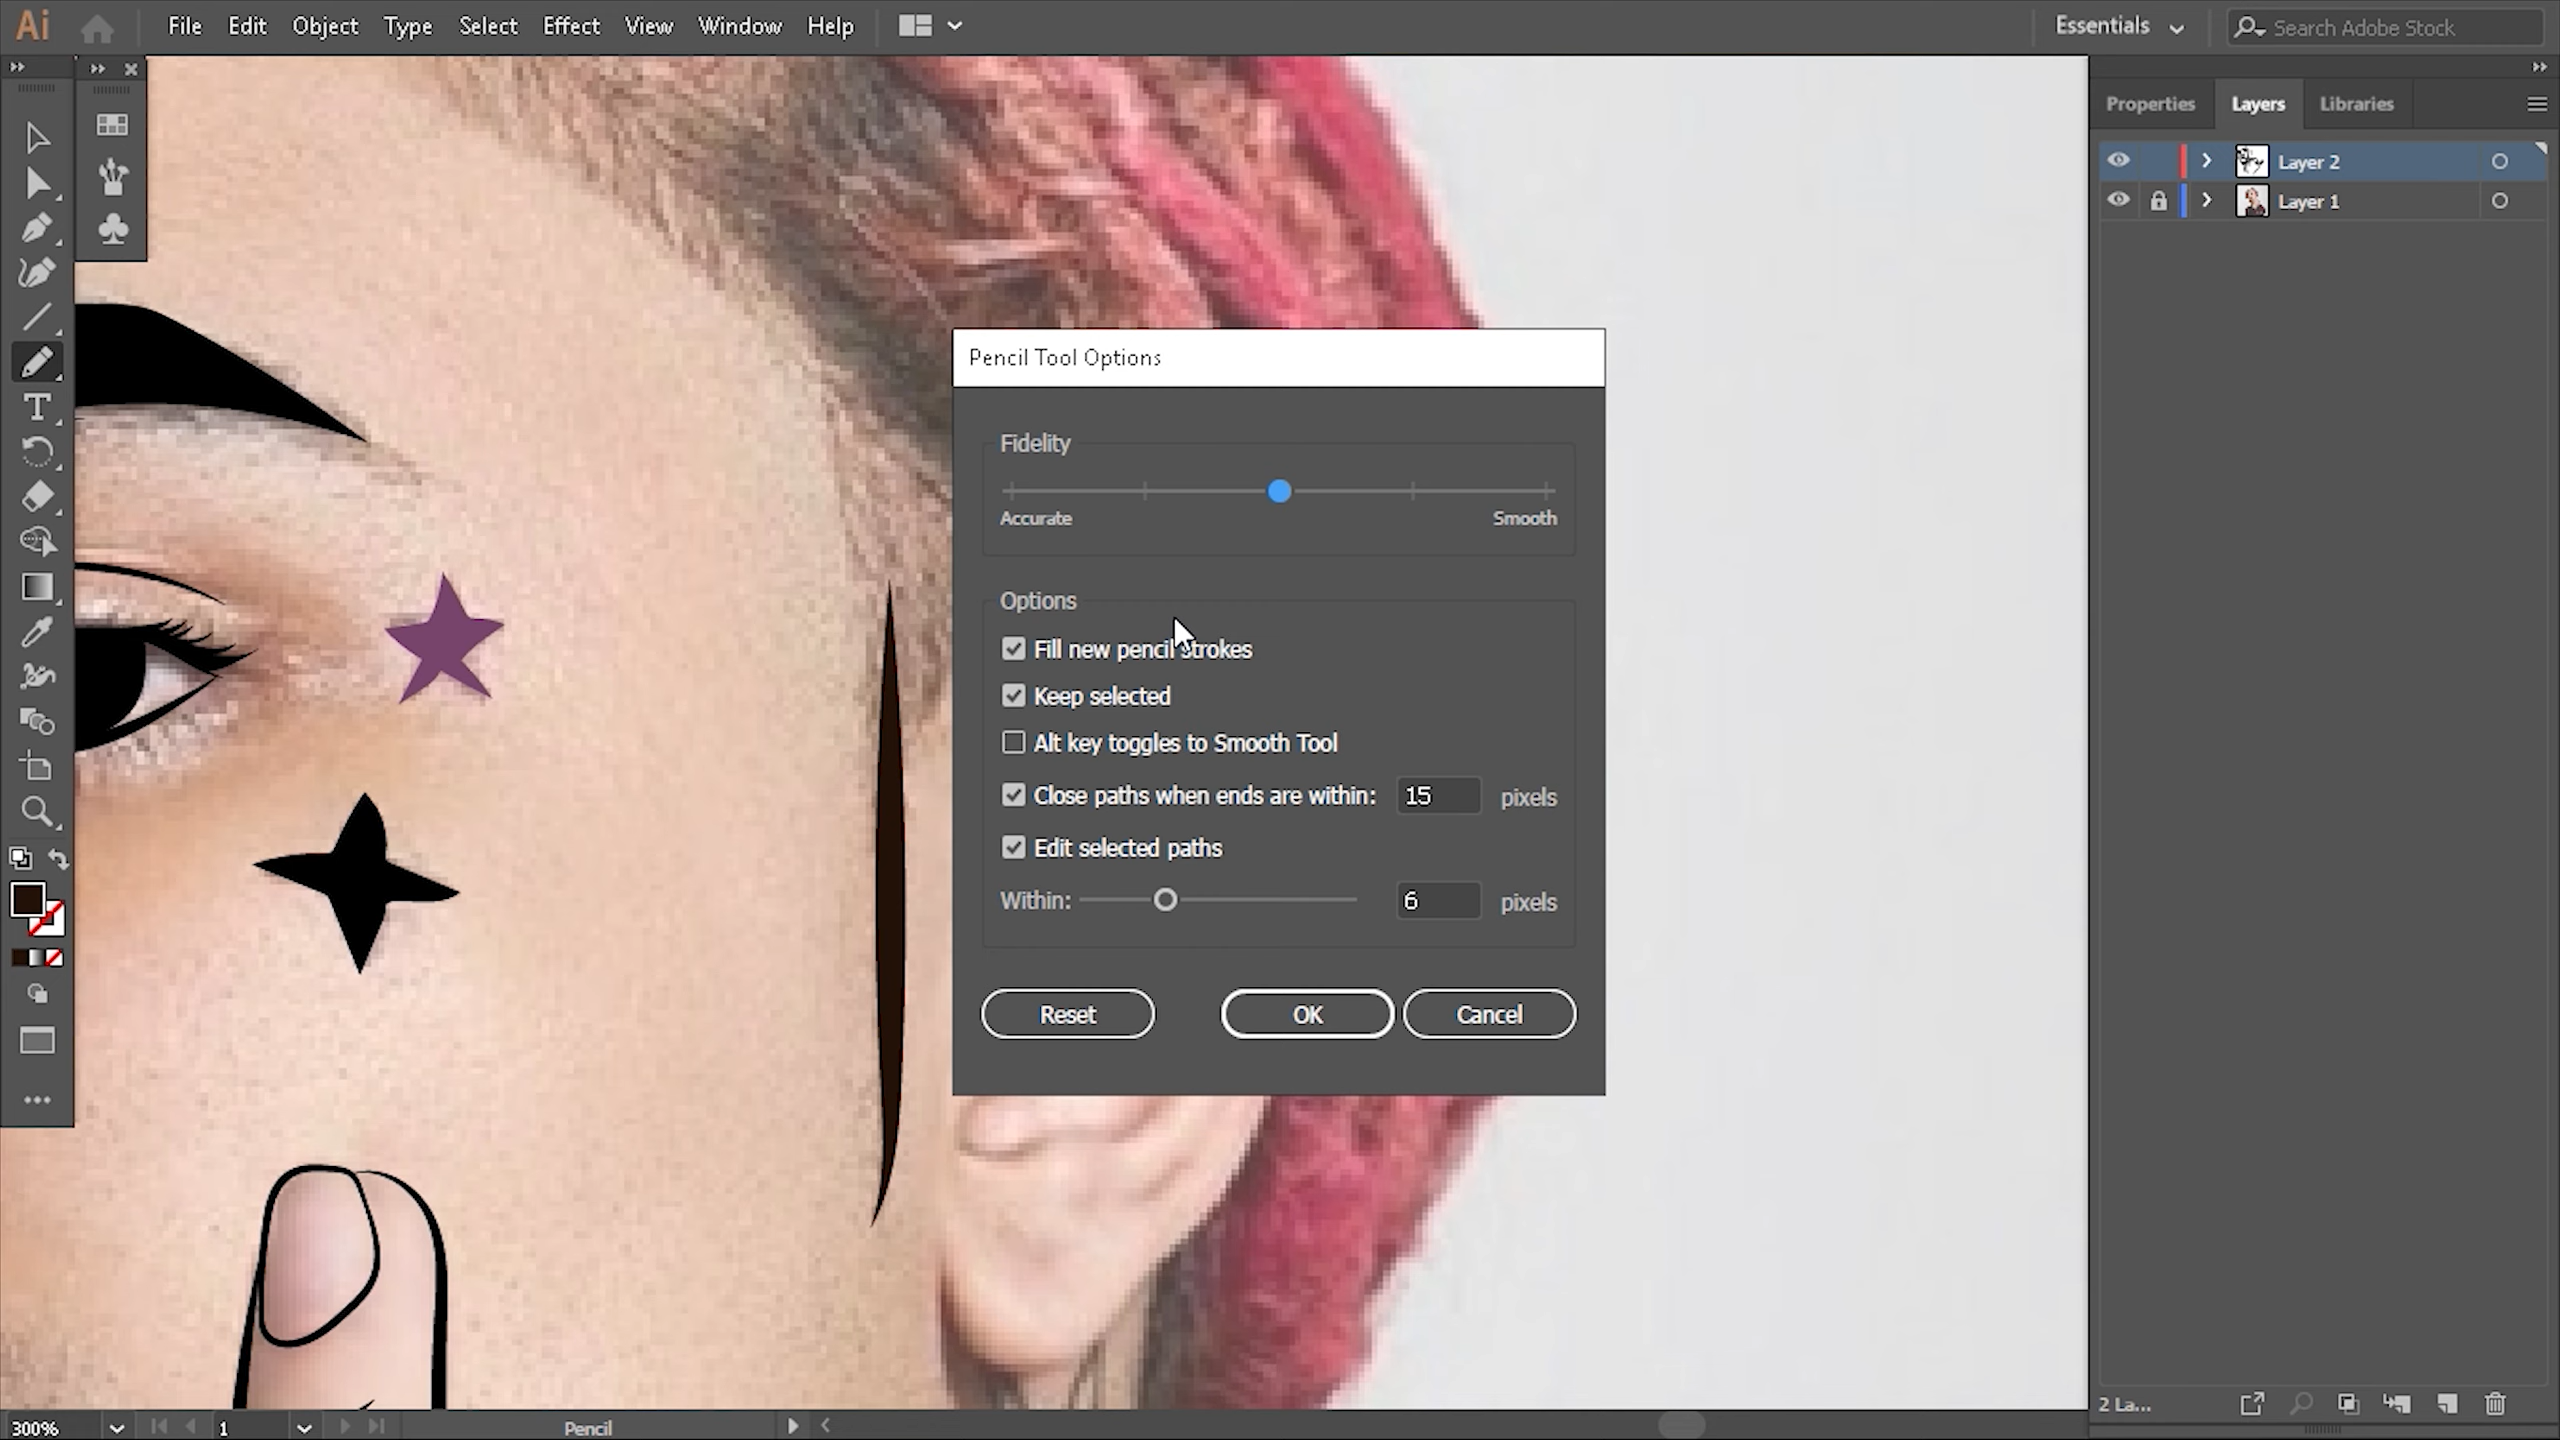 Ai File Edit Object Type Select Effect View Window Help Essentials Search Adobe Stock
Properties Layers Libraries
Layer 2
Layer 1
Pencil Tool Options
Fidelity
Accurate Smooth
Options
Fill new pencil strokes
Keep selected
Alt key toggles to Smooth Tool
Close paths when ends are within: 15 pixels
Edit selected paths
Within: 6 pixels
Reset OK Cancel
300% 1 Pencil 2 La...